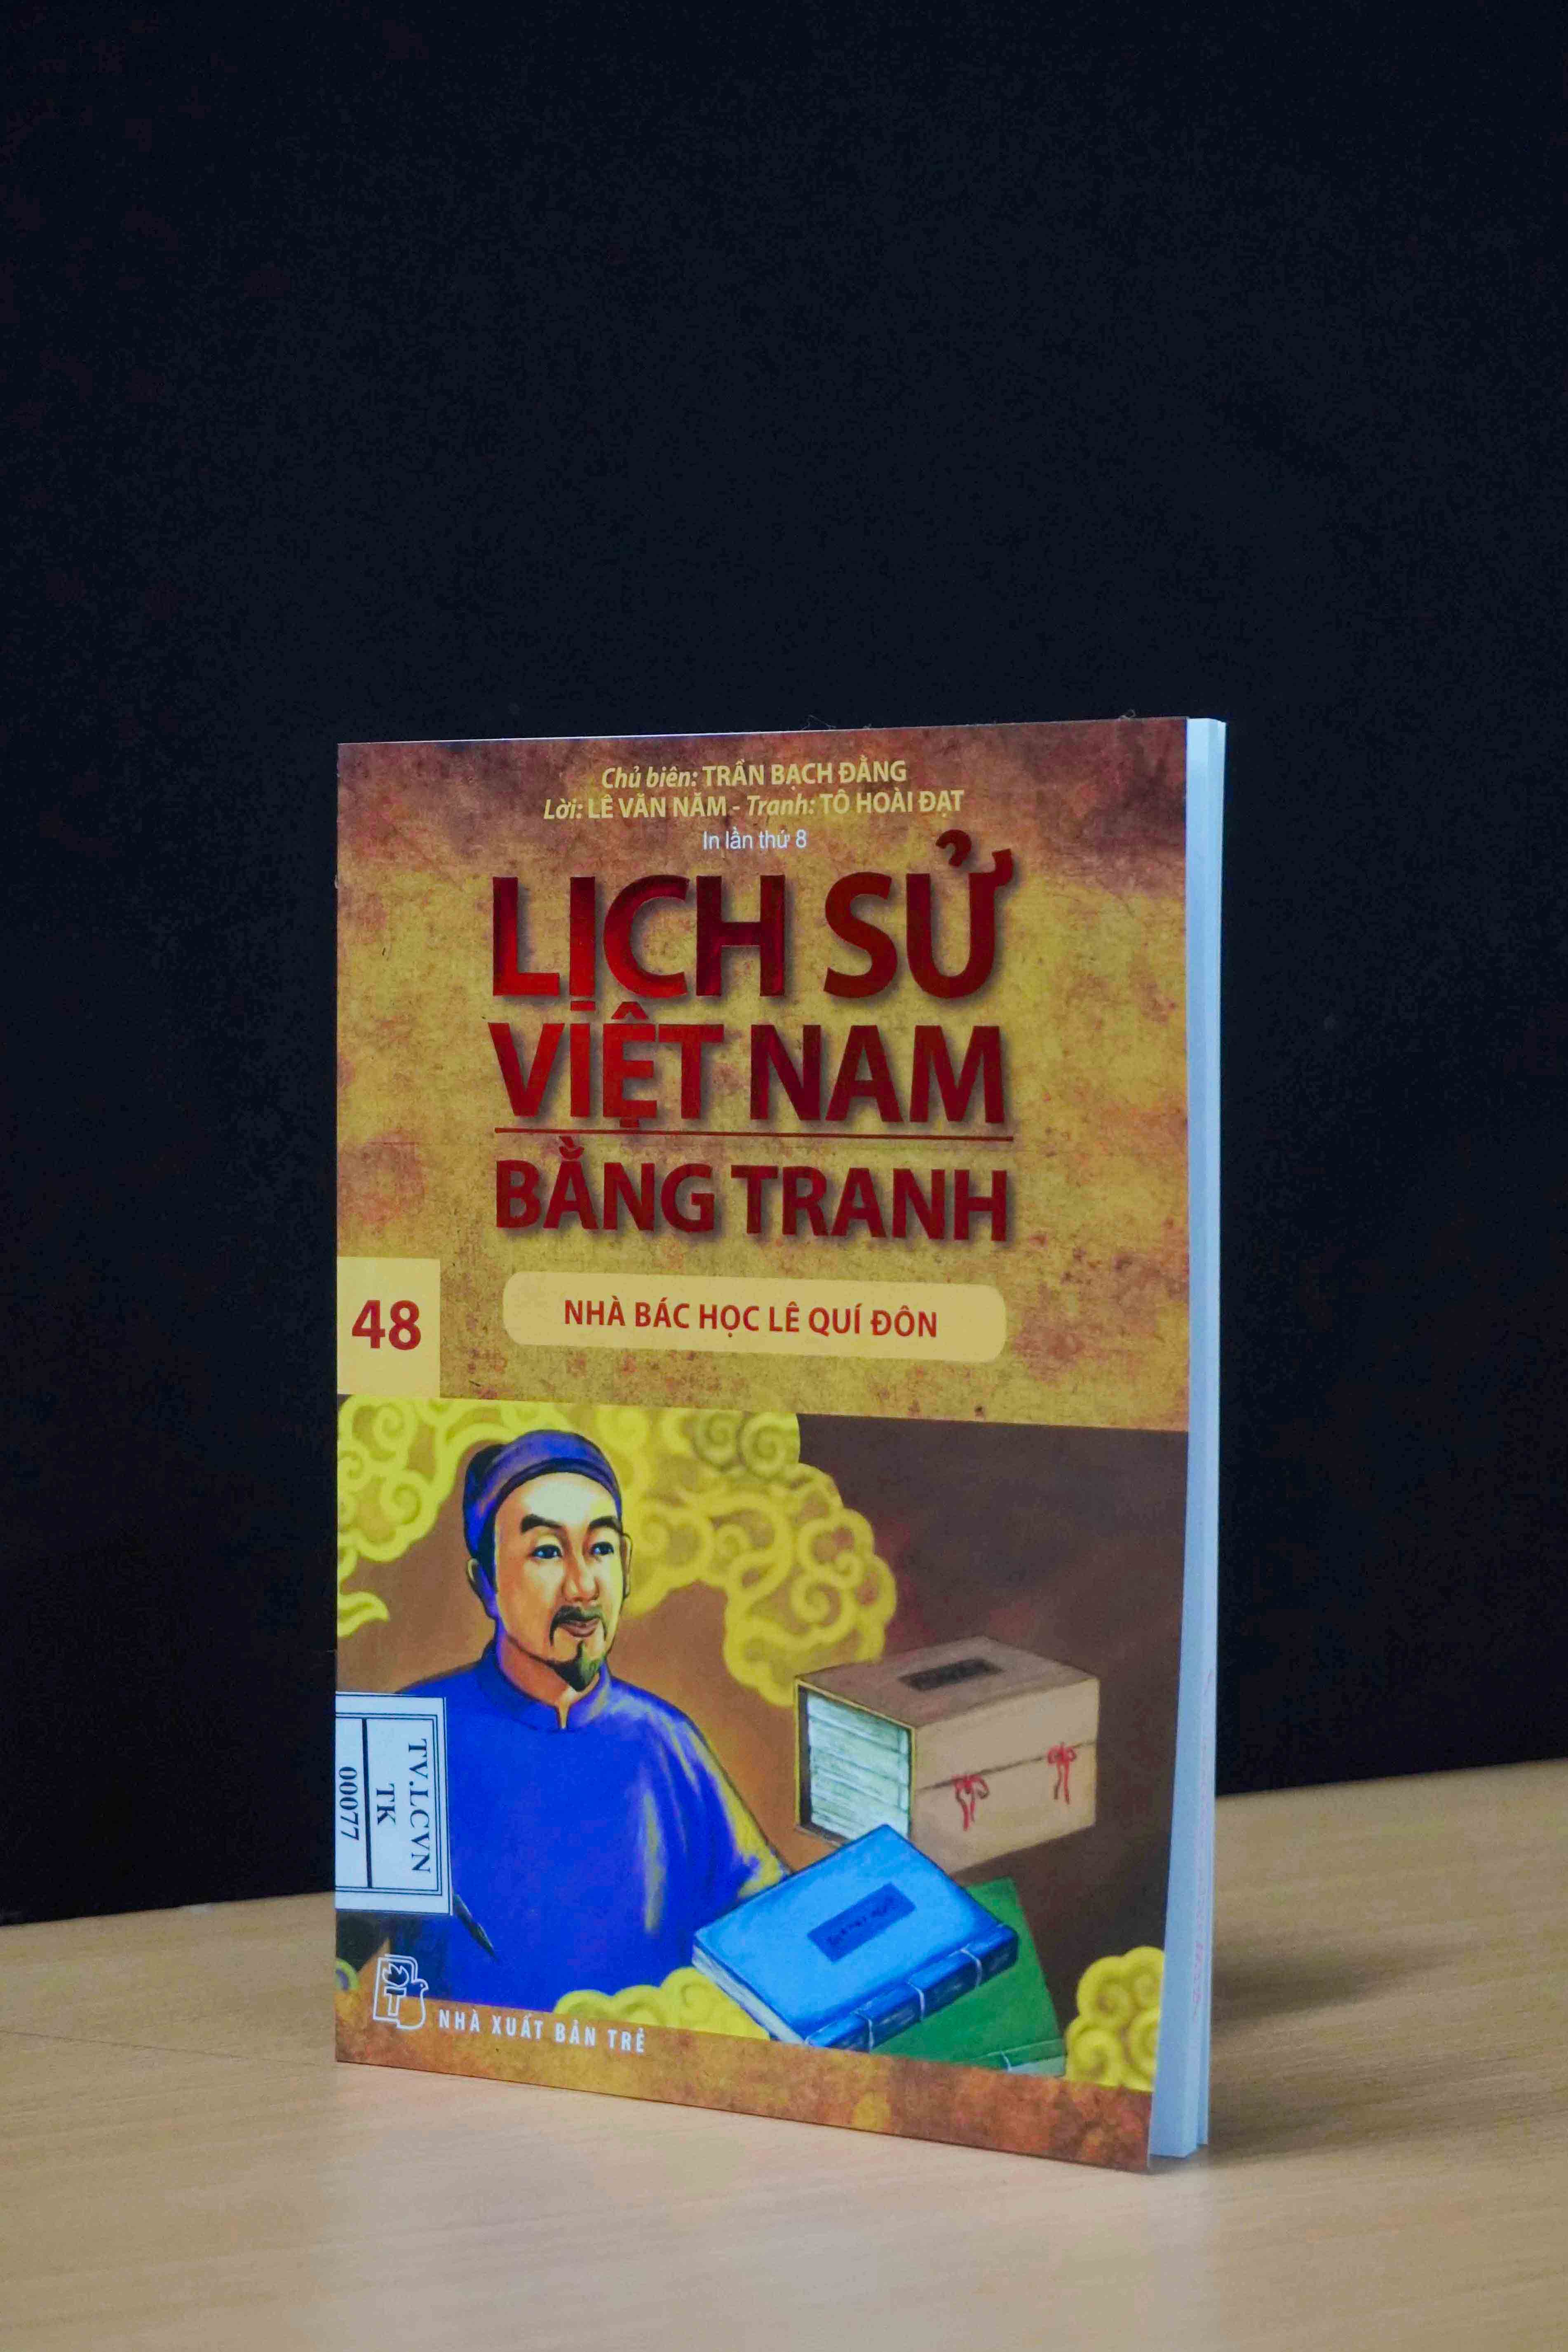 Chủ biên: TRẦN BẠCH ĐẰNG
Lời: LÊ VĂN NĂM - Tranh: TÔ HOÀI ĐẠT
In lần thứ 8
LỊCH SỬ
VIỆT NAM
BẰNG TRANH
48
NHÀ BÁC HỌC LÊ QUÍ ĐÔN
TV.LCVN
TK
00077
NHÀ XUẤT BẢN TRẺ